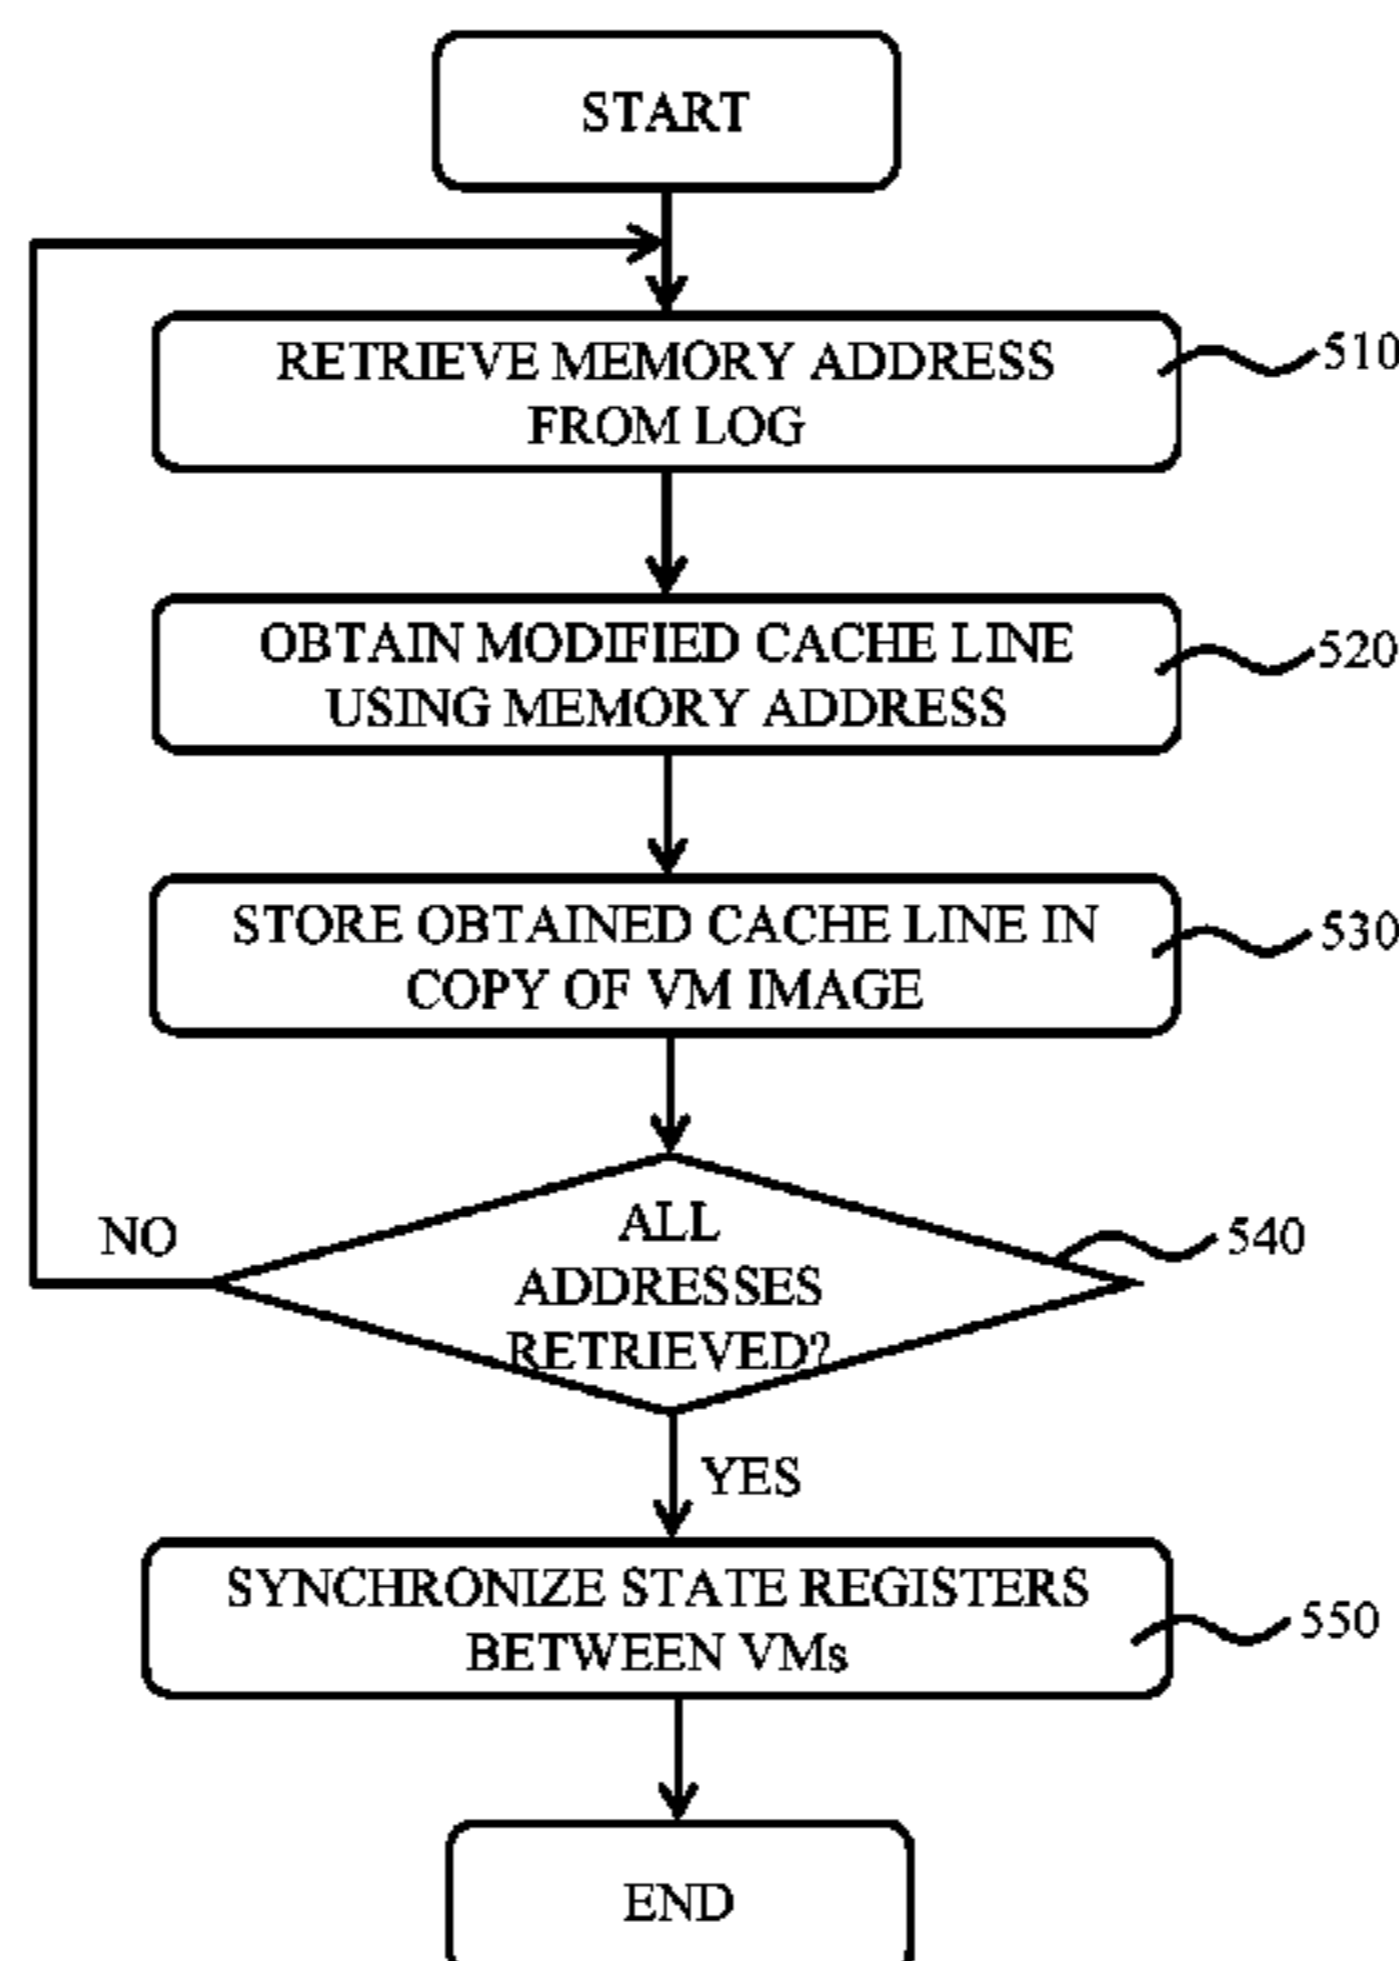 START
RETRIEVE MEMORY ADDRESS
FROM LOG
510
OBTAIN MODIFIED CACHE LINE
USING MEMORY ADDRESS
520
STORE OBTAINED CACHE LINE IN
COPY OF VM IMAGE
530
ALL
ADDRESSES
RETRIEVED?
540
NO
YES
SYNCHRONIZE STATE REGISTERS
BETWEEN VMs
550
END